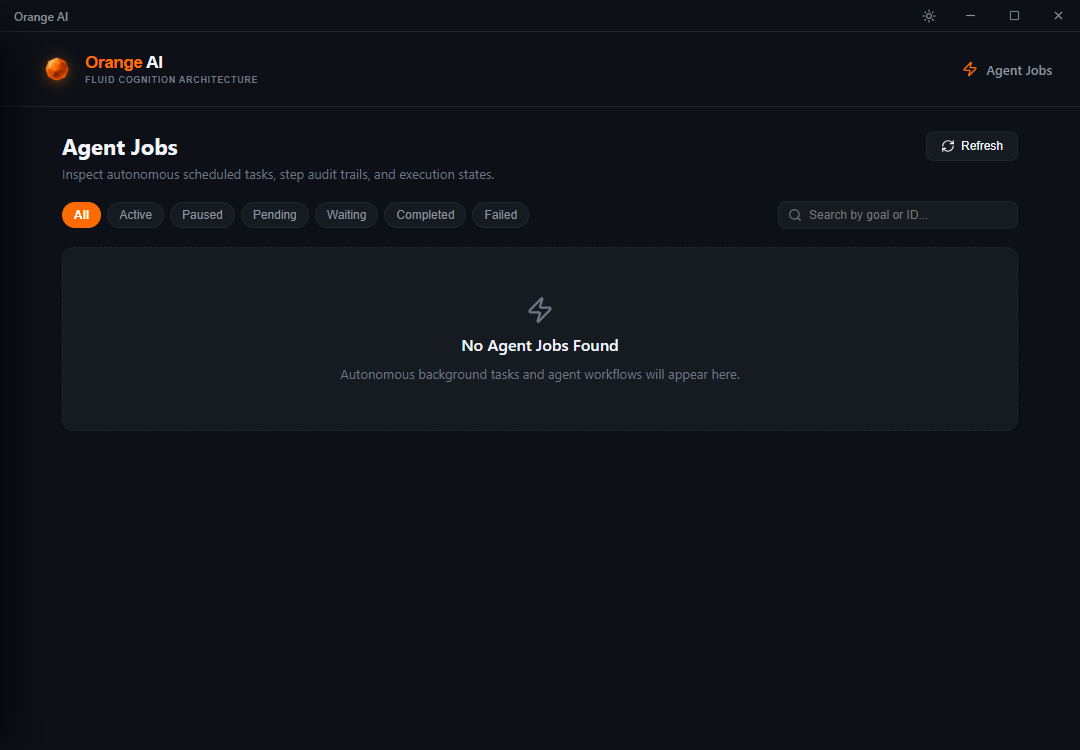 Orange AI
Orange AI
FLUID COGNITION ARCHITECTURE
Agent Jobs
Agent Jobs
Refresh
Inspect autonomous scheduled tasks, step audit trails, and execution states.
All Active Paused Pending Waiting Completed Failed
Search by goal or ID...
No Agent Jobs Found
Autonomous background tasks and agent workflows will appear here.